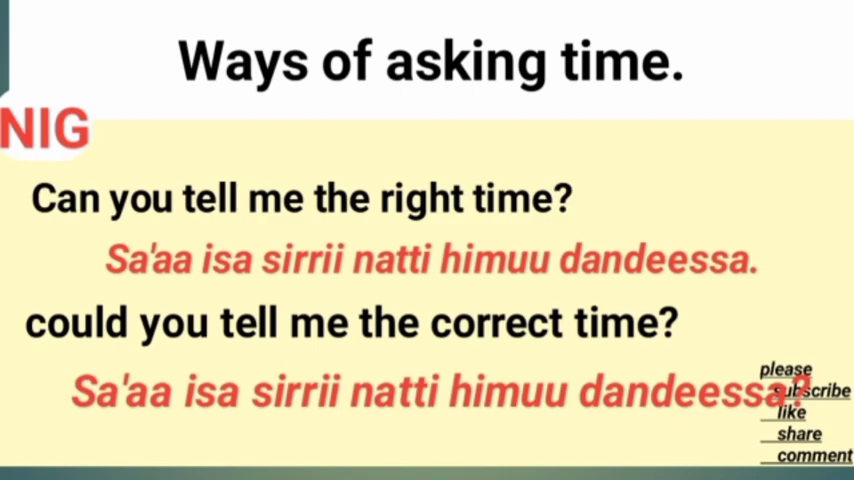 Ways of asking time.
NIG
Can you tell me the right time?
Sa'aa isa sirrii natti himuu dandeessa.
could you tell me the correct time?
Sa'aa isa sirrii natti himuu dandeessa?
please
subscribe
like
share
comment